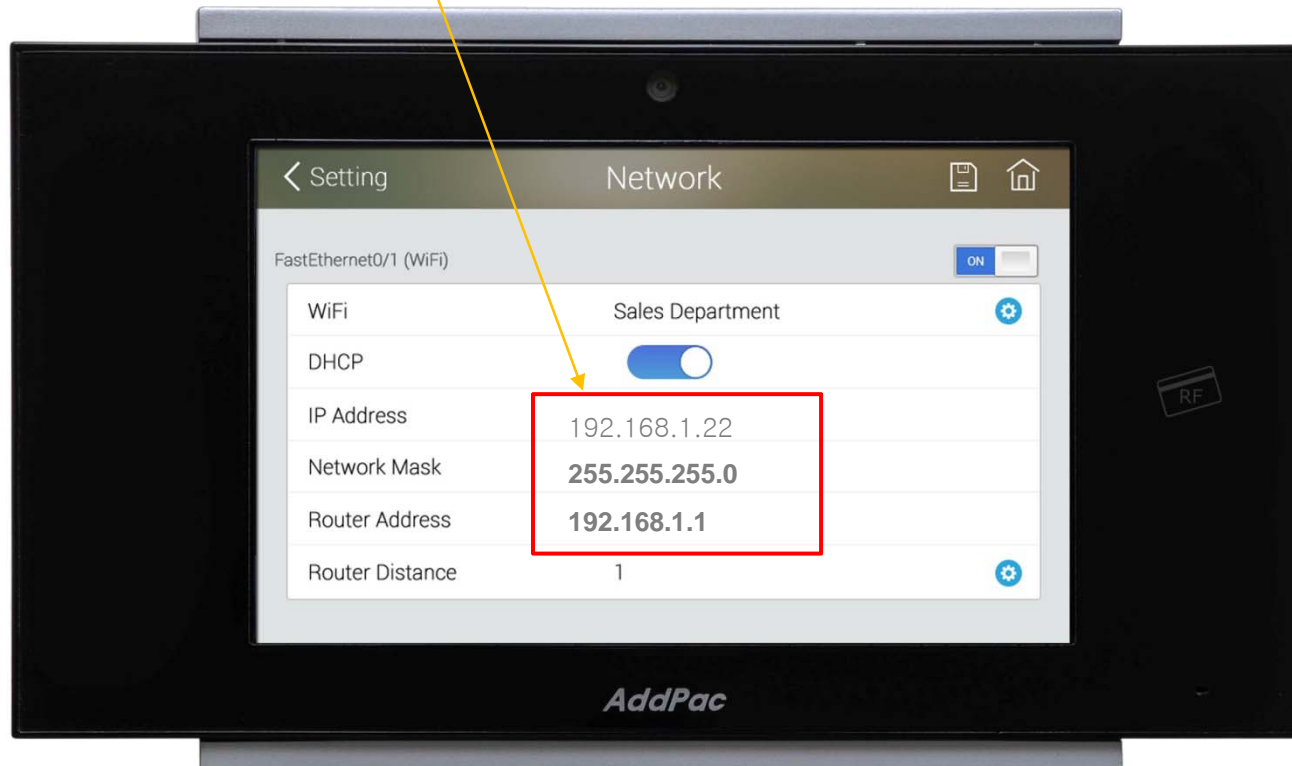 Setting Network
FastEthernet0/1 (WiFi) ON
WiFi Sales Department
DHCP
IP Address 192.168.1.22
Network Mask 255.255.255.0
Router Address 192.168.1.1
Router Distance 1
RF
AddPac